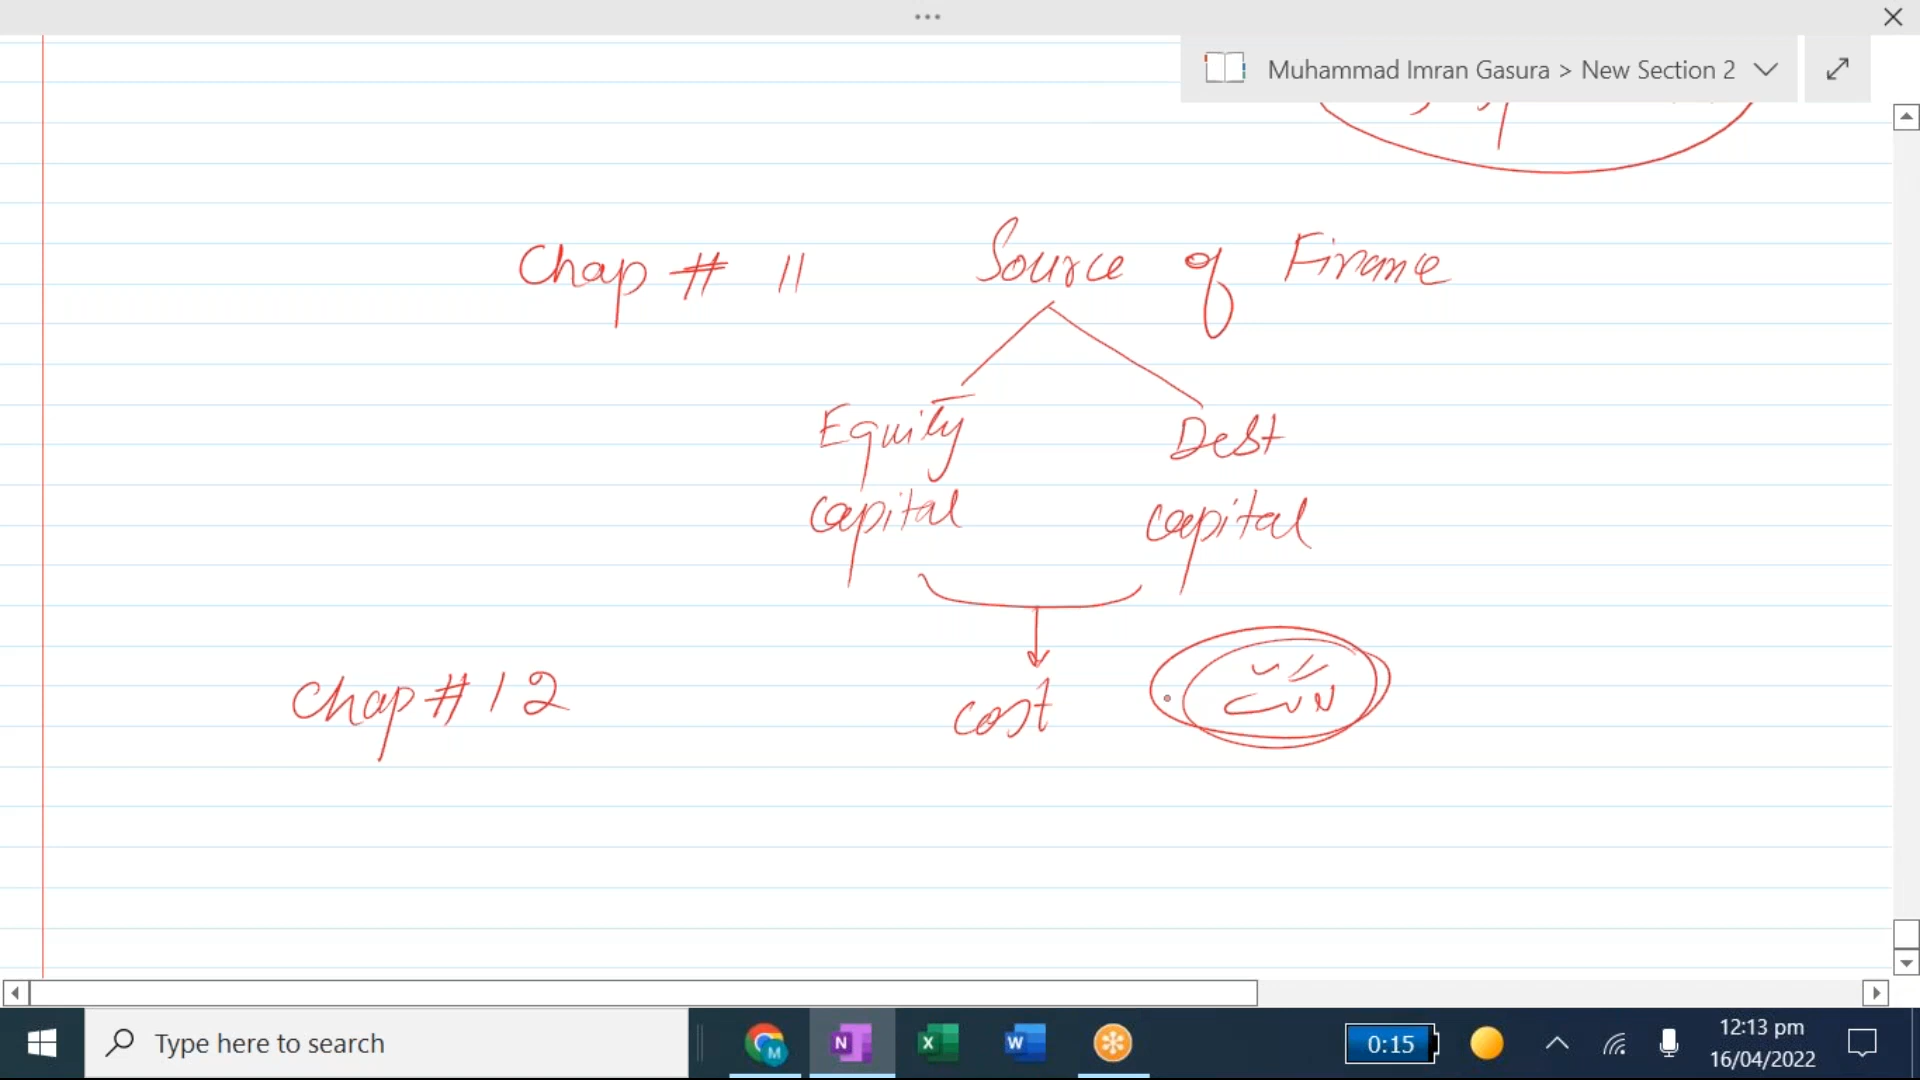 Muhammad Imran Gasura > New Section 2
Chap # 11 Source of Finance
Equity Debt
capital capital
Chap # 12 cost
Type here to search
0:15
12:13 pm
16/04/2022